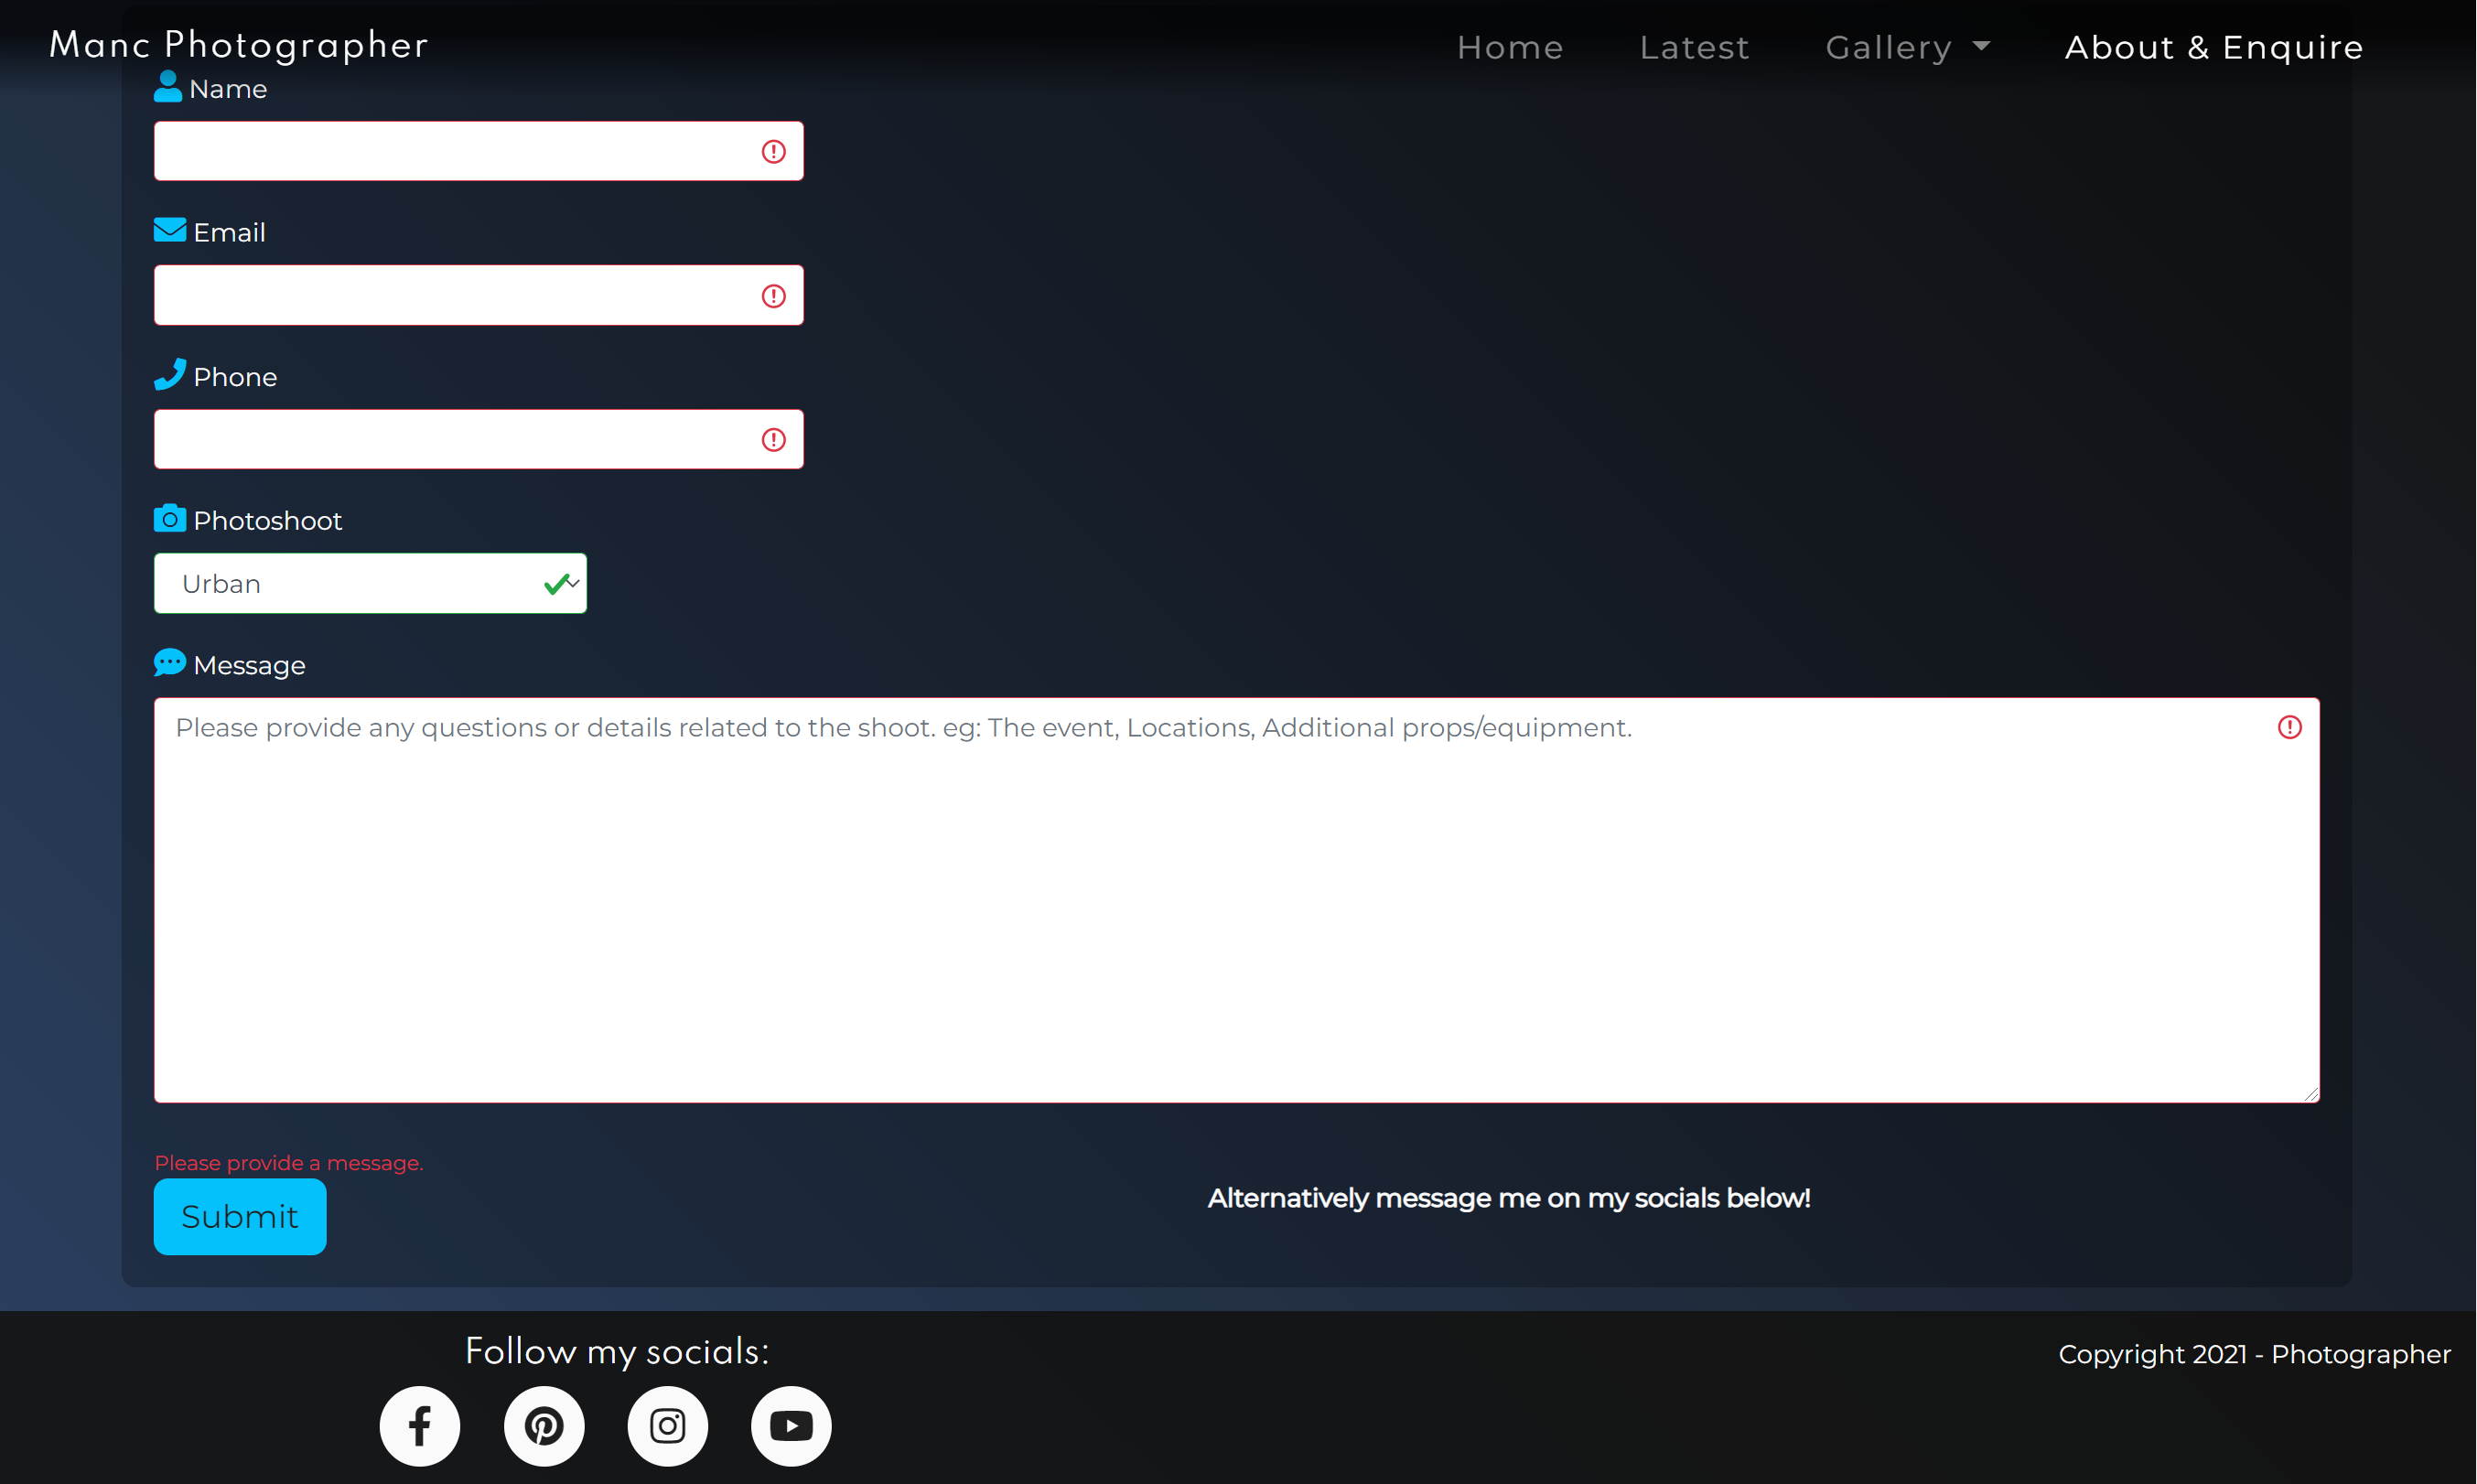 Manc Photographer
Home
Latest
Gallery
About & Enquire
Name
Email
Phone
Photoshoot
Urban
Message
Please provide any questions or details related to the shoot. eg: The event, Locations, Additional props/equipment.
Please provide a message.
Submit
Alternatively message me on my socials below!
Follow my socials:
Copyright 2021 - Photographer